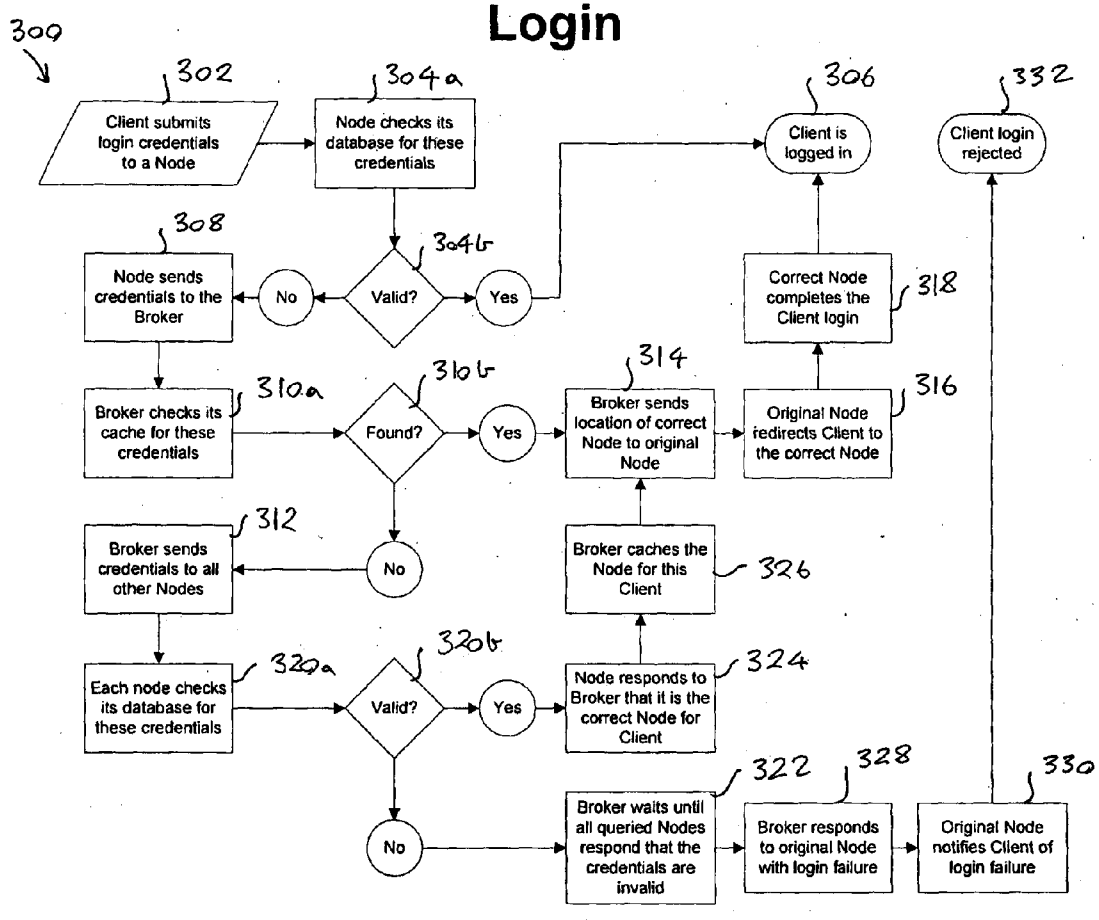 Login
300
302
304a
306
332
Client submits
login credentials
to a Node
Node checks its
database for these
credentials
Client is
logged in
Client login
rejected
308
304b
Node sends
credentials to the
Broker
No
Valid?
Yes
Correct Node
completes the
Client login
318
310a
310b
314
316
Broker checks its
cache for these
credentials
Found?
Yes
Broker sends
location of correct
Node to original
Node
Original Node
redirects Client to
the correct Node
312
Broker sends
credentials to all
other Nodes
No
Broker caches the
Node for this
Client
326
320a
320b
324
Each node checks
its database for
these credentials
Valid?
Yes
Node responds to
Broker that it is the
correct Node for
Client
322
328
330
No
Broker waits until
all queried Nodes
respond that the
credentials are
invalid
Broker responds
to original Node
with login failure
Original Node
notifies Client of
login failure